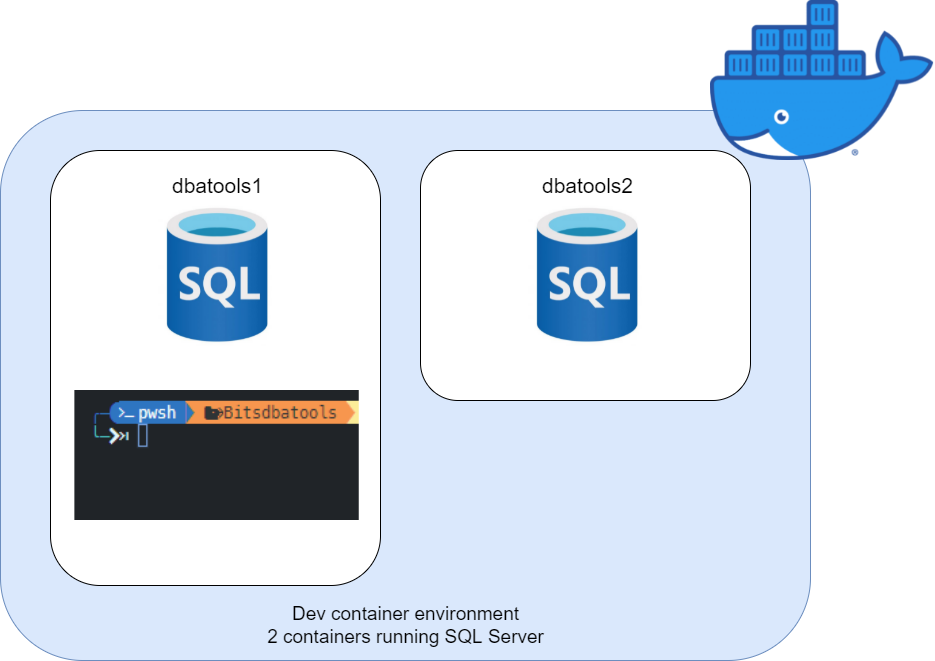 dbatools1
SQL
dbatools2
SQL
pwsh Bitsdbatools
Dev container environment
2 containers running SQL Server
®